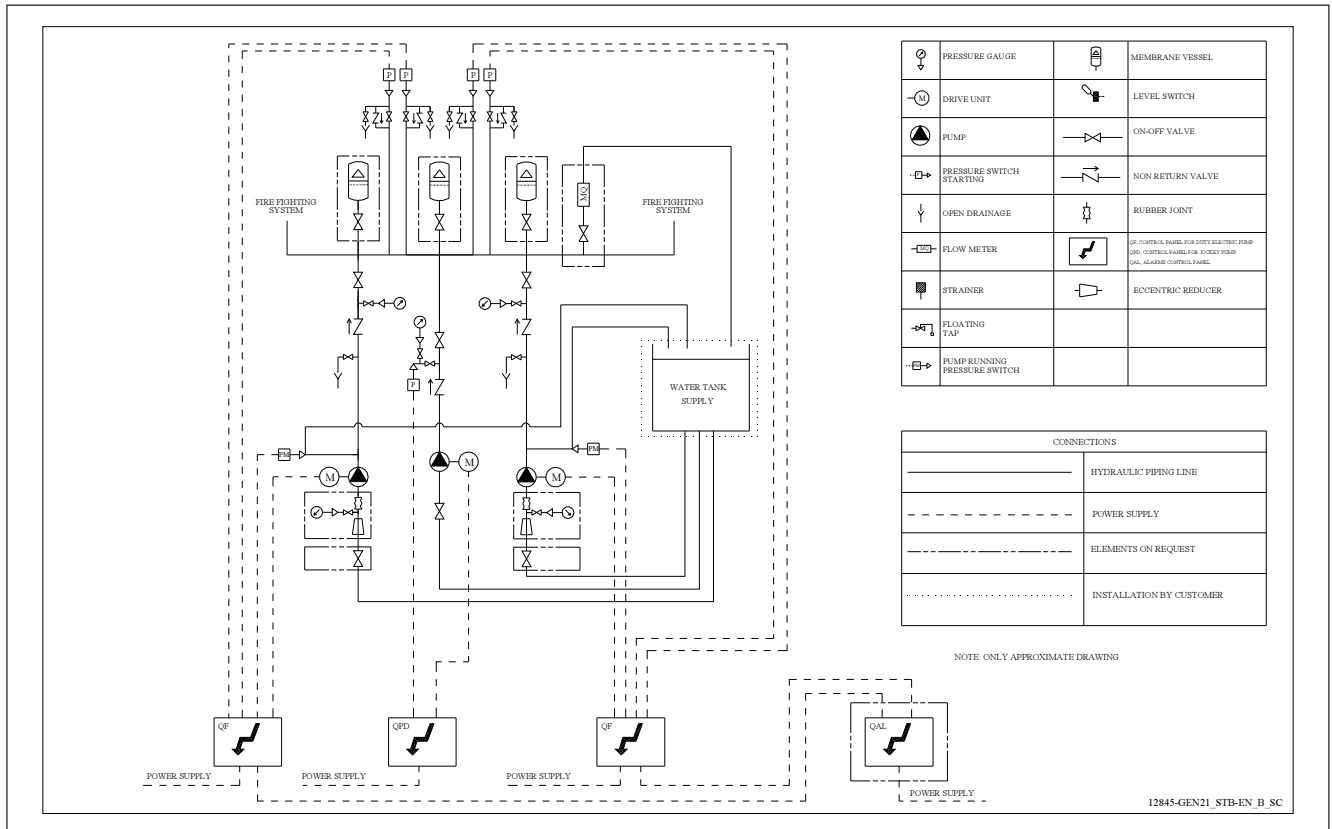 P
P
P
P
FIRE FIGHTING
SYSTEM
MQ
FIRE FIGHTING
SYSTEM
P
WATER TANK
SUPPLY
PM
PM
M
M
M
QF
QPD
QF
QAL
POWER SUPPLY
POWER SUPPLY
POWER SUPPLY
POWER SUPPLY
PRESSURE GAUGE
MEMBRANE VESSEL
M
DRIVE UNIT
LEVEL SWITCH
PUMP
ON-OFF VALVE
P
PRESSURE SWITCH
STARTING
NON RETURN VALVE
OPEN DRAINAGE
RUBBER JOINT
MQ
FLOW METER
QF, CONTROL PANEL FOR DUTY ELECTRIC PUMP
QPD, CONTROL PANEL FOR JOCKEY PUMP
QAL, ALARMS CONTROL PANEL
STRAINER
ECCENTRIC REDUCER
FLOATING
TAP
PM
PUMP RUNNING
PRESSURE SWITCH
CONNECTIONS
HYDRAULIC PIPING LINE
POWER SUPPLY
ELEMENTS ON REQUEST
INSTALLATION BY CUSTOMER
NOTE: ONLY APPROXIMATE DRAWING
12845-GEN21_STB-EN_B_SC